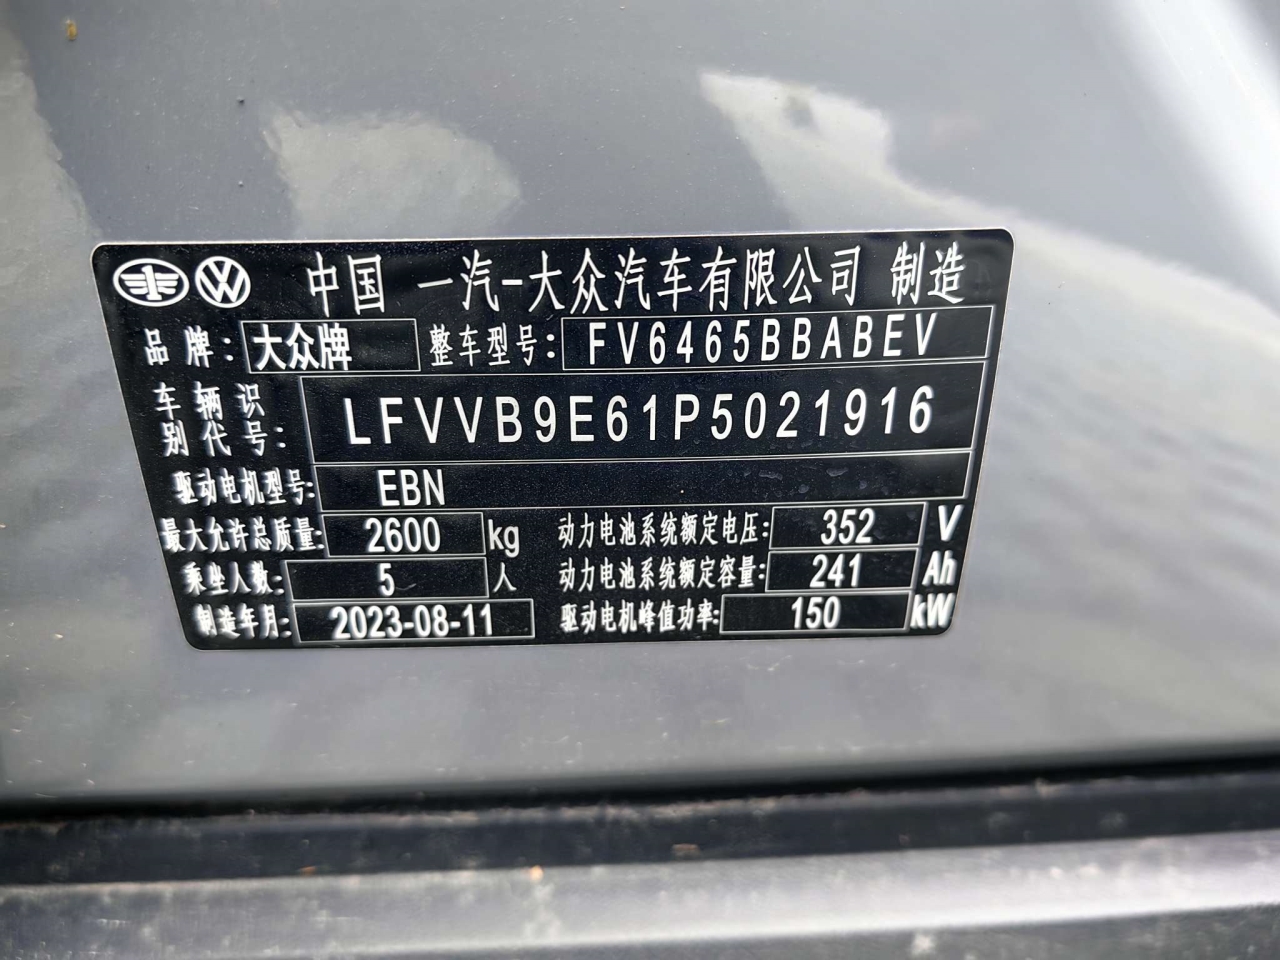 中国 一汽-大众汽车有限公司 制造
品牌: 大众牌 整车型号: FV6465BBABEV
车辆识别代号: LFVVB9E61P5021916
驱动电机型号: EBN
最大允许总质量: 2600 kg 动力电池系统额定电压: 352 V
乘坐人数: 5 人 动力电池系统额定容量: 241 Ah
制造年月: 2023-08-11 驱动电机峰值功率: 150 kW